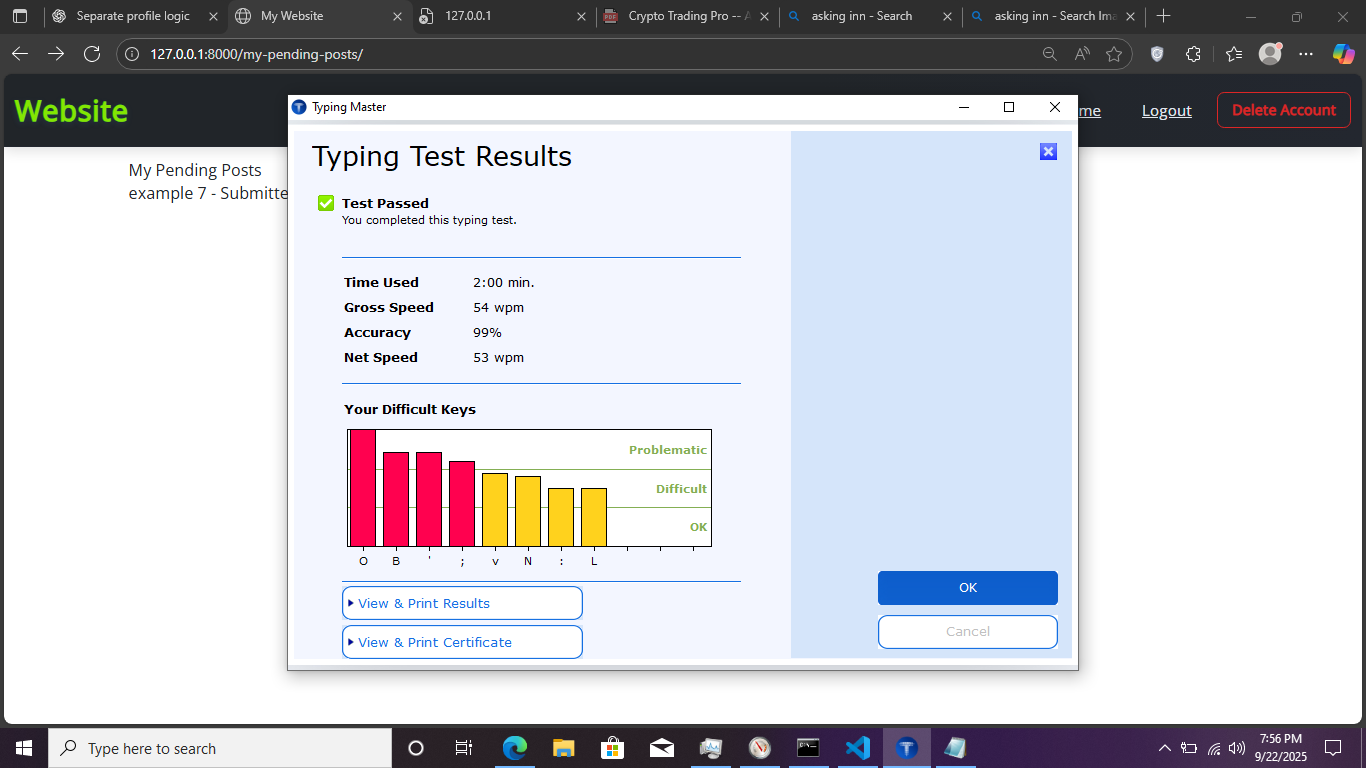 Separate profile logic
My Website
127.0.0.1
Crypto Trading Pro -- A
asking inn - Search
asking inn - Search Ima
127.0.0.1:8000/my-pending-posts/
Website
me
Logout
Delete Account
My Pending Posts
example 7 - Submitte
Typing Master
Typing Test Results
Test Passed
You completed this typing test.
Time Used 2:00 min.
Gross Speed 54 wpm
Accuracy 99%
Net Speed 53 wpm
Your Difficult Keys
Problematic
Difficult
OK
O B ' ; v N : L
View & Print Results
View & Print Certificate
OK
Cancel
Type here to search
7:56 PM
9/22/2025